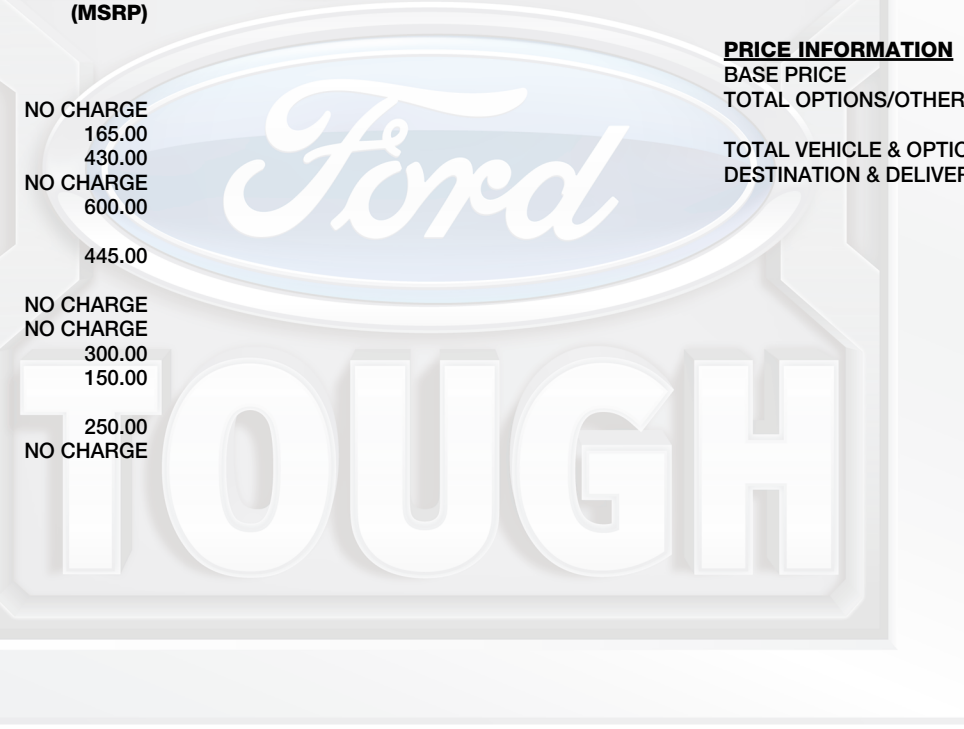 (MSRP)
NO CHARGE
165.00
430.00
NO CHARGE
600.00
445.00
NO CHARGE
NO CHARGE
300.00
150.00
250.00
NO CHARGE
PRICE INFORMATION
BASE PRICE
TOTAL OPTIONS/OTHER
TOTAL VEHICLE & OPTIO
DESTINATION & DELIVER
Ford
TOUGH